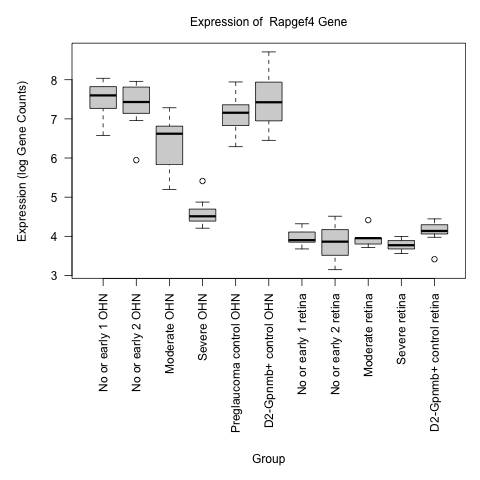 Expression of Rapgef4 Gene
Expression (log Gene Counts)
8
7
6
5
4
3
No or early 1 OHN
No or early 2 OHN
Moderate OHN
Severe OHN
Preglaucoma control OHN
D2-Gpnmb+ control OHN
No or early 1 retina
No or early 2 retina
Moderate retina
Severe retina
D2-Gpnmb+ control retina
Group